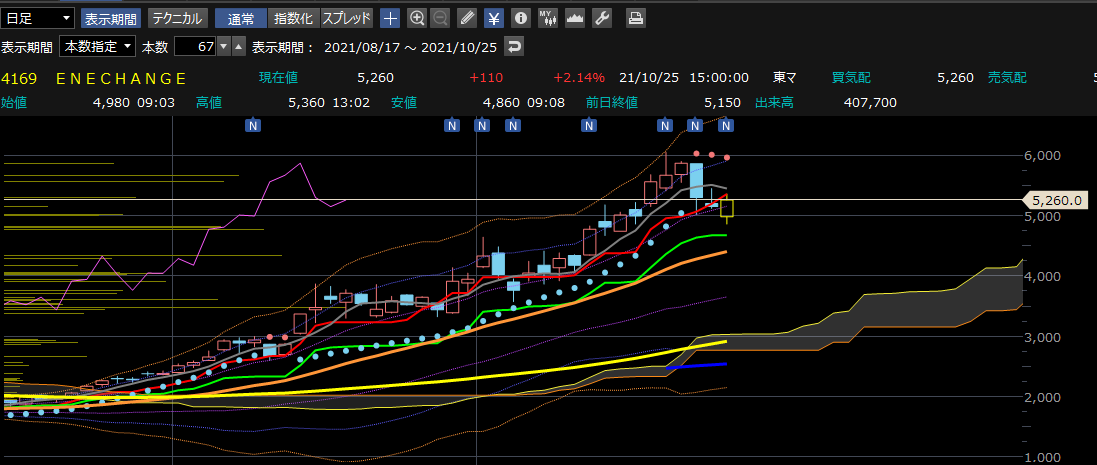 日足 表示期間 テクニカル 通常 指数化 スプレッド ¥ MY
表示期間 本数指定 本数 67 表示期間： 2021/08/17 ～ 2021/10/25
4169 ＥＮＥＣＨＡＮＧＥ 現在値 5,260 +110 +2.14% 21/10/25 15:00:00 東マ 買気配 5,260 売気配
始値 4,980 09:03 高値 5,360 13:02 安値 4,860 09:08 前日終値 5,150 出来高 407,700
N N N N N N N N
6,000
5,260.0
5,000
4,000
3,000
2,000
1,000